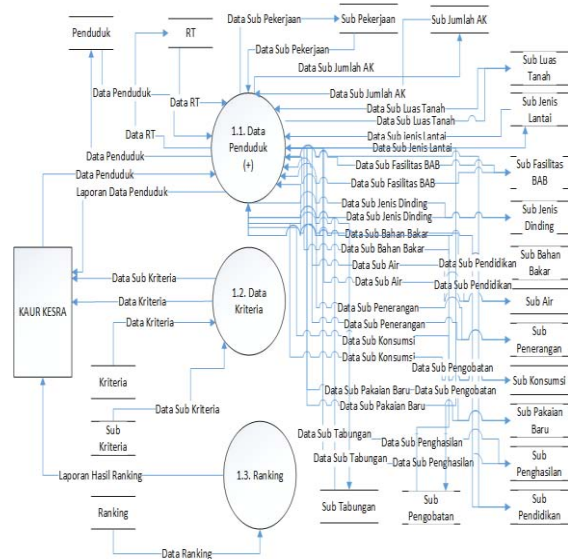 Penduduk
RT
Data Sub Pekerjaan
Sub Pekerjaan
Sub Jumlah AK
Data Sub Pekerjaan
Data Sub Jumlah AK
Sub Luas
Tanah
Data Penduduk
Data RT
Data Sub Jumlah AK
Data Sub Luas Tanah
Sub Jenis
Lantai
1.1. Data
Penduduk
(+)
Data Sub Luas Tanah
Data RT
Data Sub Jenis Lantai
Data Sub Jenis Lantai
Data Penduduk
Data Sub Fasilitas BAB
Sub Fasilitas
BAB
Data Penduduk
Data Sub Fasilitas BAB
Laporan Data Penduduk
Data Sub Jenis Dinding
Data Sub Jenis Dinding
Sub Jenis
Dinding
Data Sub Bahan Bakar
Data Sub Bahan Bakar
Data Sub Pendidikan
Sub Bahan
Bakar
Data Sub Air
Data Sub Air
Data Sub Pendidikan
Data Sub Kriteria
1.2. Data
Kriteria
Sub Air
KAUR KESRA
Data Kriteria
Data Sub Penerangan
Data Kriteria
Data Sub Penerangan
Sub
Penerangan
Data Sub Konsumsi
Data Sub Konsumsi
Data Sub Pengobatan
Kriteria
Sub Konsumsi
Data Sub Pakaian Baru
Data Sub Pengobatan
Data Sub Kriteria
Data Sub Pakaian Baru
Sub Pakaian
Baru
Sub
Kriteria
Data Sub Tabungan
Data Sub Penghasilan
Data Sub Tabungan
Data Sub Penghasilan
Sub
Penghasilan
Laporan Hasil Ranking
1.3. Ranking
Sub Tabungan
Sub
Pengobatan
Sub
Pendidikan
Ranking
Data Ranking